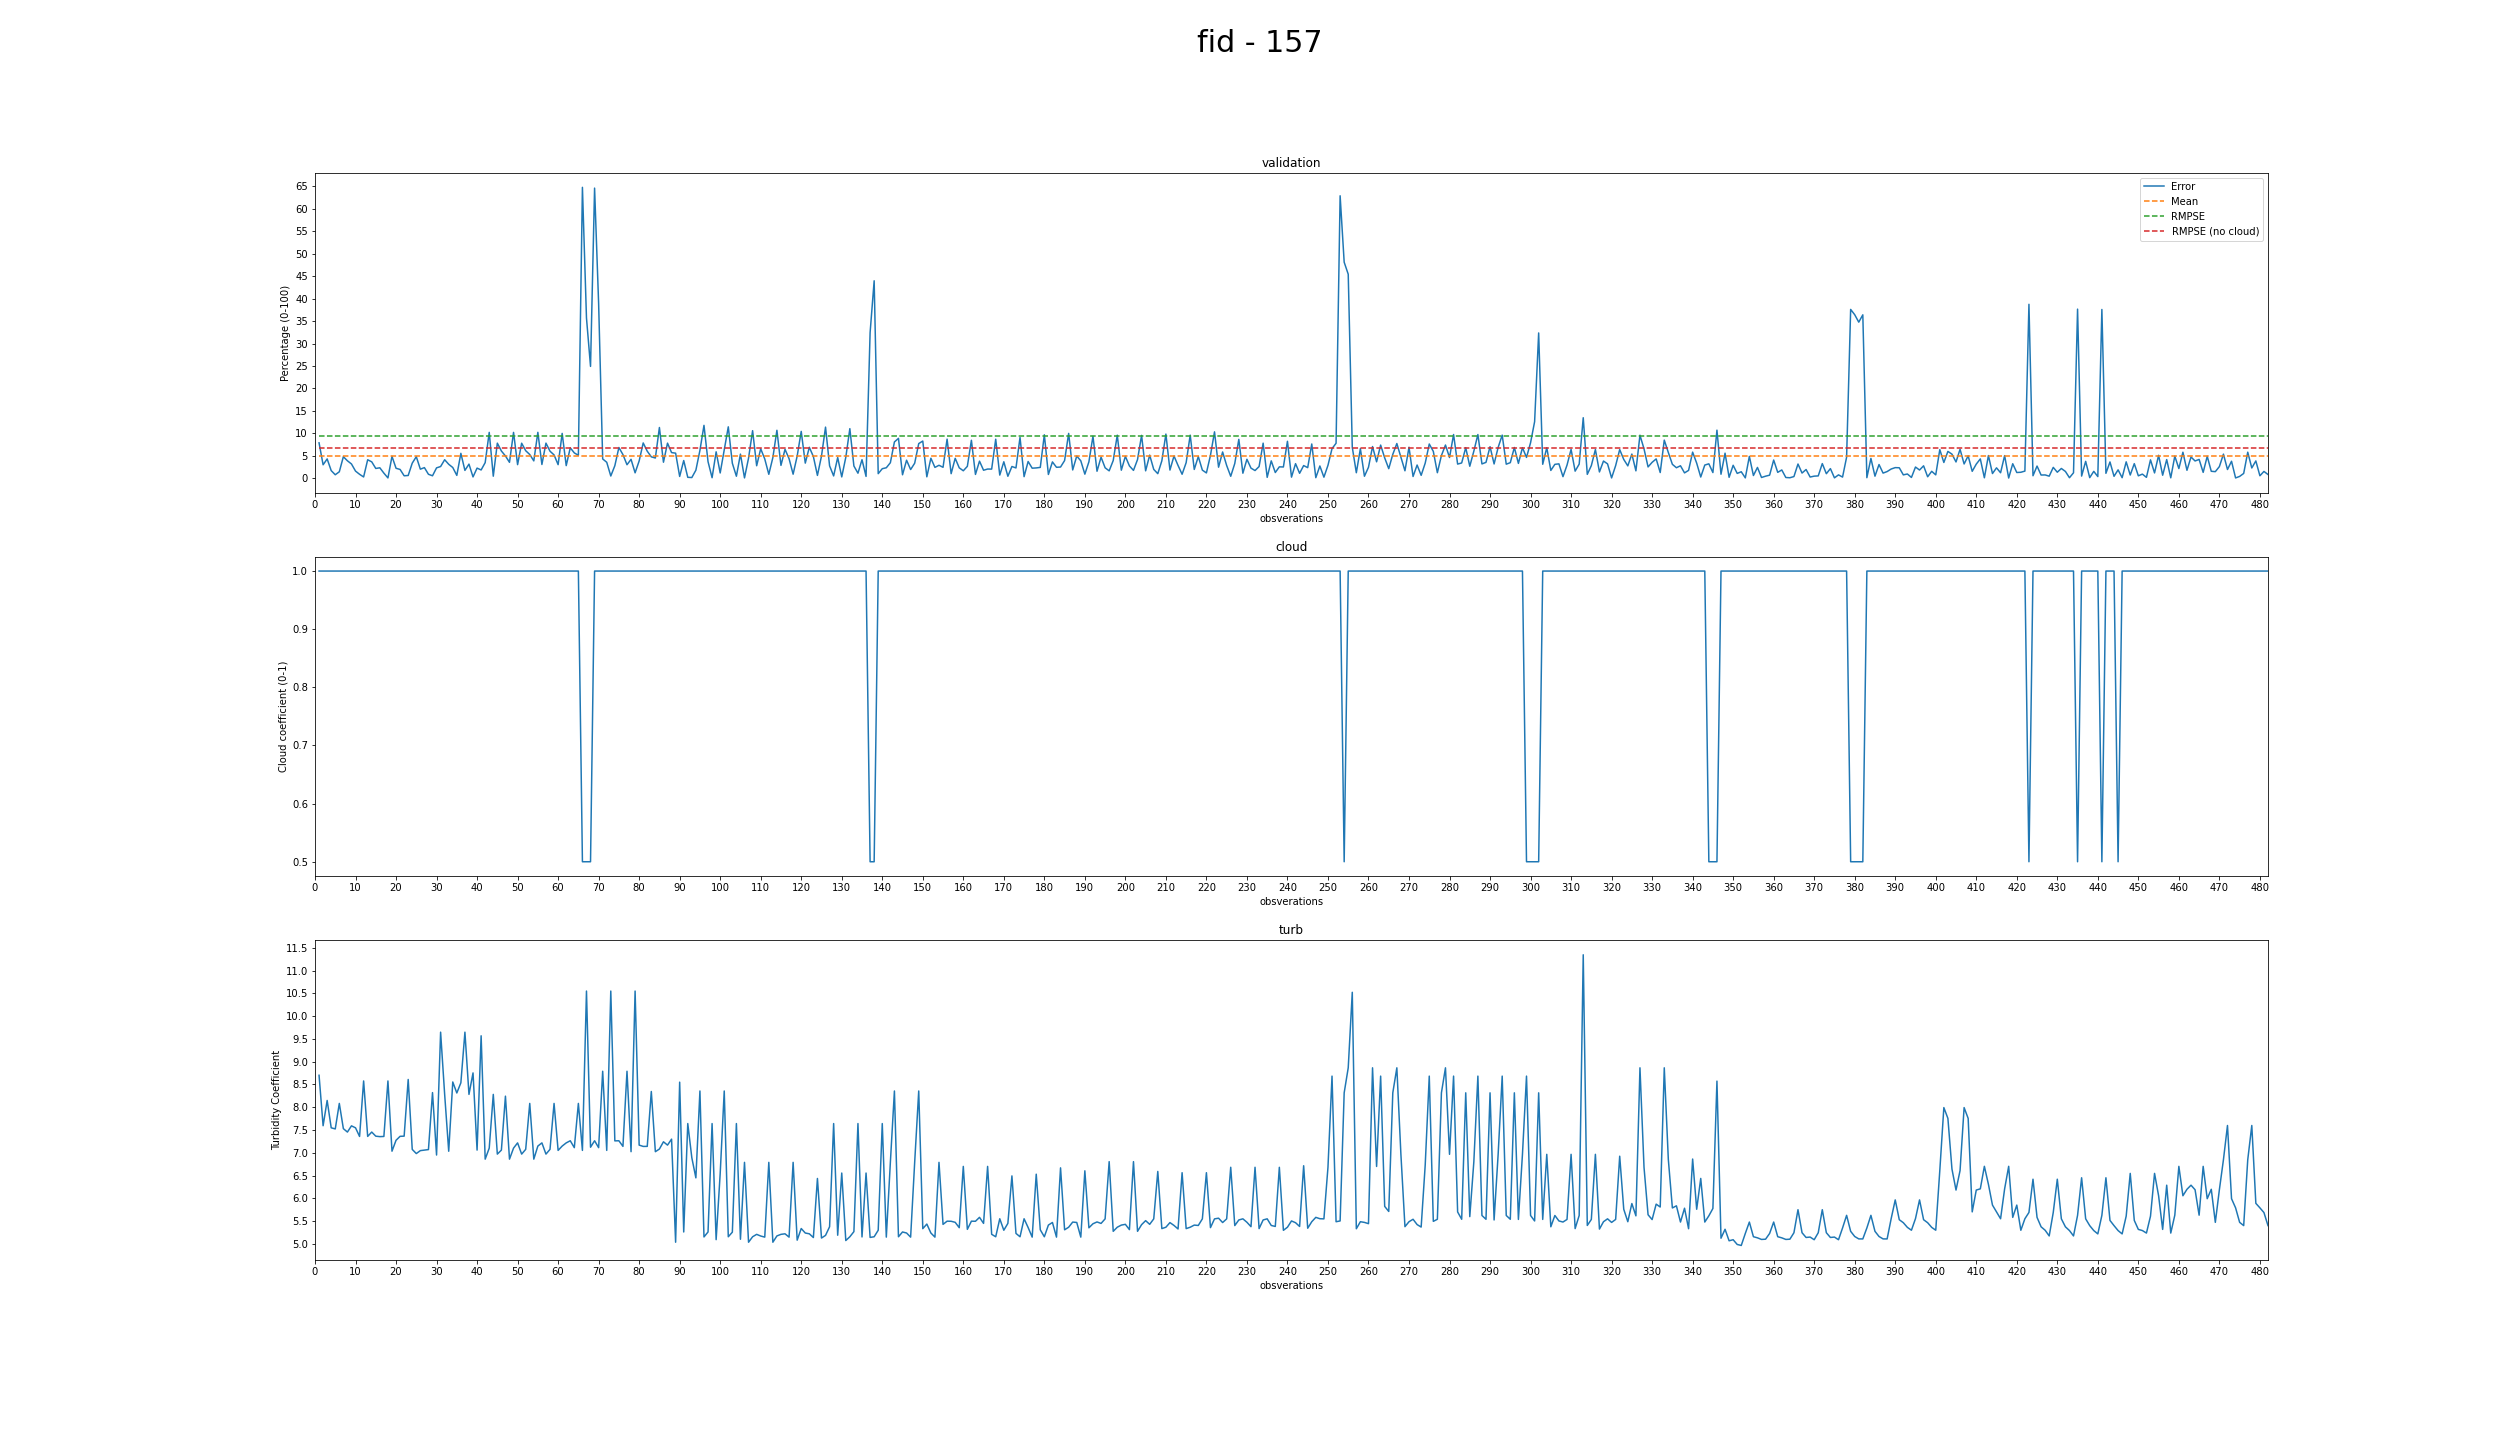 fid - 157
validation
Percentage (0-100)
65
60
55
50
45
40
35
30
25
20
15
10
5
0
Error
Mean
RMPSE
RMPSE (no cloud)
0 10 20 30 40 50 60 70 80 90 100 110 120 130 140 150 160 170 180 190 200 210 220 230 240 250 260 270 280 290 300 310 320 330 340 350 360 370 380 390 400 410 420 430 440 450 460 470 480
obsverations
cloud
Cloud coefficient (0-1)
1.0
0.9
0.8
0.7
0.6
0.5
0 10 20 30 40 50 60 70 80 90 100 110 120 130 140 150 160 170 180 190 200 210 220 230 240 250 260 270 280 290 300 310 320 330 340 350 360 370 380 390 400 410 420 430 440 450 460 470 480
obsverations
turb
Turbidity Coefficient
11.5
11.0
10.5
10.0
9.5
9.0
8.5
8.0
7.5
7.0
6.5
6.0
5.5
5.0
0 10 20 30 40 50 60 70 80 90 100 110 120 130 140 150 160 170 180 190 200 210 220 230 240 250 260 270 280 290 300 310 320 330 340 350 360 370 380 390 400 410 420 430 440 450 460 470 480
obsverations